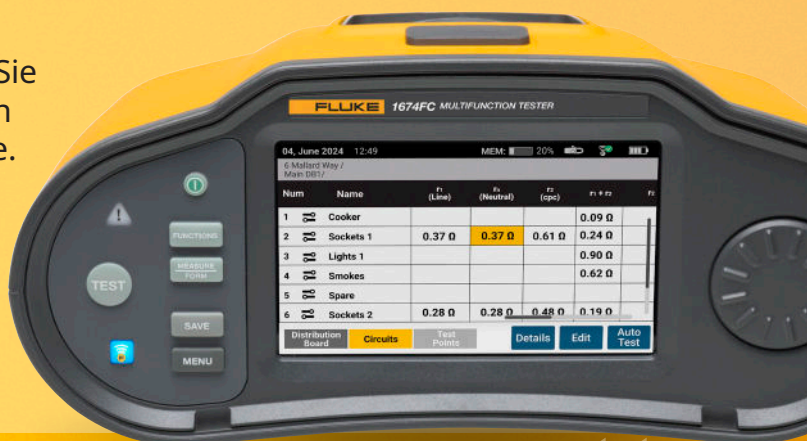 Sie
n
e.
FLUKE 1674FC MULTIFUNCTION TESTER
04, June 2024 12:49 MEM: 20%
6 Mallard Way /
Main DB1/
Num Name r₁ (Line) rₙ (Neutral) r₂ (cpc) r₁ + r₂ r₂
1 Cooker 0.09 Ω
2 Sockets 1 0.37 Ω 0.37 Ω 0.61 Ω 0.24 Ω
3 Lights 1 0.90 Ω
4 Smokes 0.62 Ω
5 Spare
6 Sockets 2 0.28 Ω 0.28 Ω 0.48 Ω 0.19 Ω
Distribution Board Circuits Test Points Details Edit Auto Test
FUNCTIONS
MEASURE
FORM
TEST
SAVE
MENU